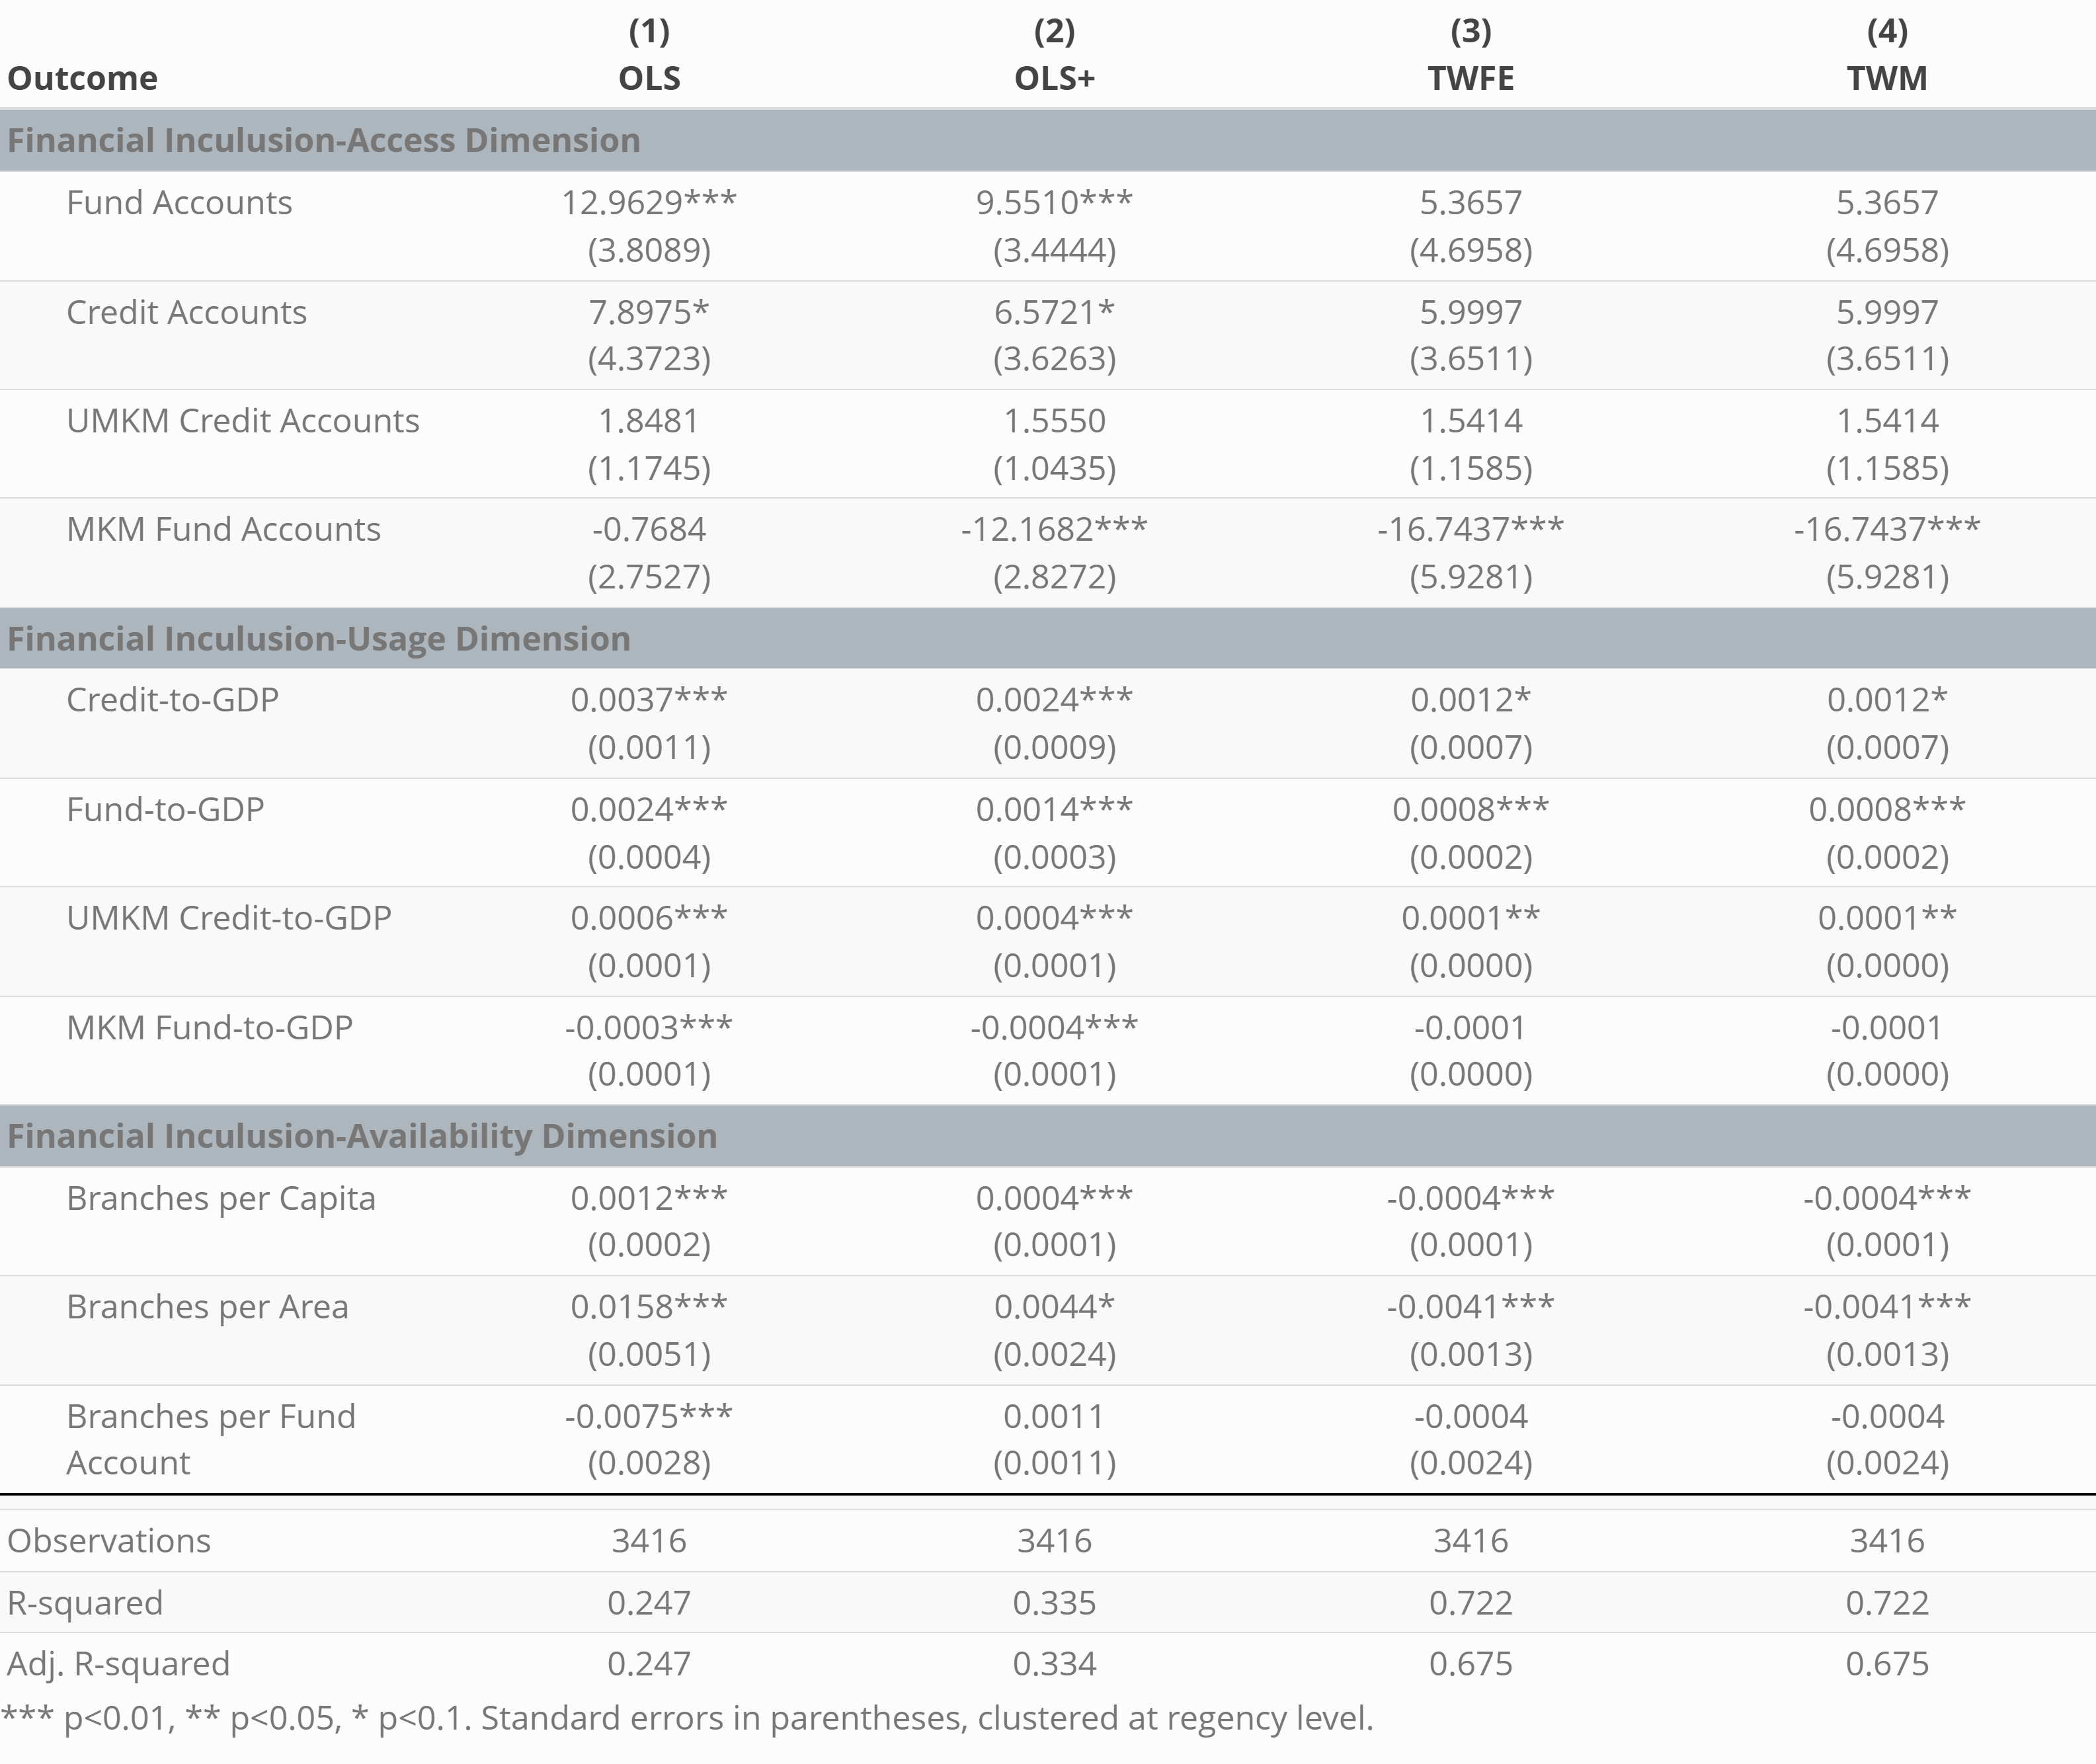 (1) (2) (3) (4)
Outcome OLS OLS+ TWFE TWM
Financial Inculusion-Access Dimension
Fund Accounts 12.9629*** 9.5510*** 5.3657 5.3657
(3.8089) (3.4444) (4.6958) (4.6958)
Credit Accounts 7.8975* 6.5721* 5.9997 5.9997
(4.3723) (3.6263) (3.6511) (3.6511)
UMKM Credit Accounts 1.8481 1.5550 1.5414 1.5414
(1.1745) (1.0435) (1.1585) (1.1585)
MKM Fund Accounts -0.7684 -12.1682*** -16.7437*** -16.7437***
(2.7527) (2.8272) (5.9281) (5.9281)
Financial Inculusion-Usage Dimension
Credit-to-GDP 0.0037*** 0.0024*** 0.0012* 0.0012*
(0.0011) (0.0009) (0.0007) (0.0007)
Fund-to-GDP 0.0024*** 0.0014*** 0.0008*** 0.0008***
(0.0004) (0.0003) (0.0002) (0.0002)
UMKM Credit-to-GDP 0.0006*** 0.0004*** 0.0001** 0.0001**
(0.0001) (0.0001) (0.0000) (0.0000)
MKM Fund-to-GDP -0.0003*** -0.0004*** -0.0001 -0.0001
(0.0001) (0.0001) (0.0000) (0.0000)
Financial Inculusion-Availability Dimension
Branches per Capita 0.0012*** 0.0004*** -0.0004*** -0.0004***
(0.0002) (0.0001) (0.0001) (0.0001)
Branches per Area 0.0158*** 0.0044* -0.0041*** -0.0041***
(0.0051) (0.0024) (0.0013) (0.0013)
Branches per Fund -0.0075*** 0.0011 -0.0004 -0.0004
Account (0.0028) (0.0011) (0.0024) (0.0024)
Observations 3416 3416 3416 3416
R-squared 0.247 0.335 0.722 0.722
Adj. R-squared 0.247 0.334 0.675 0.675
*** p<0.01, ** p<0.05, * p<0.1. Standard errors in parentheses, clustered at regency level.